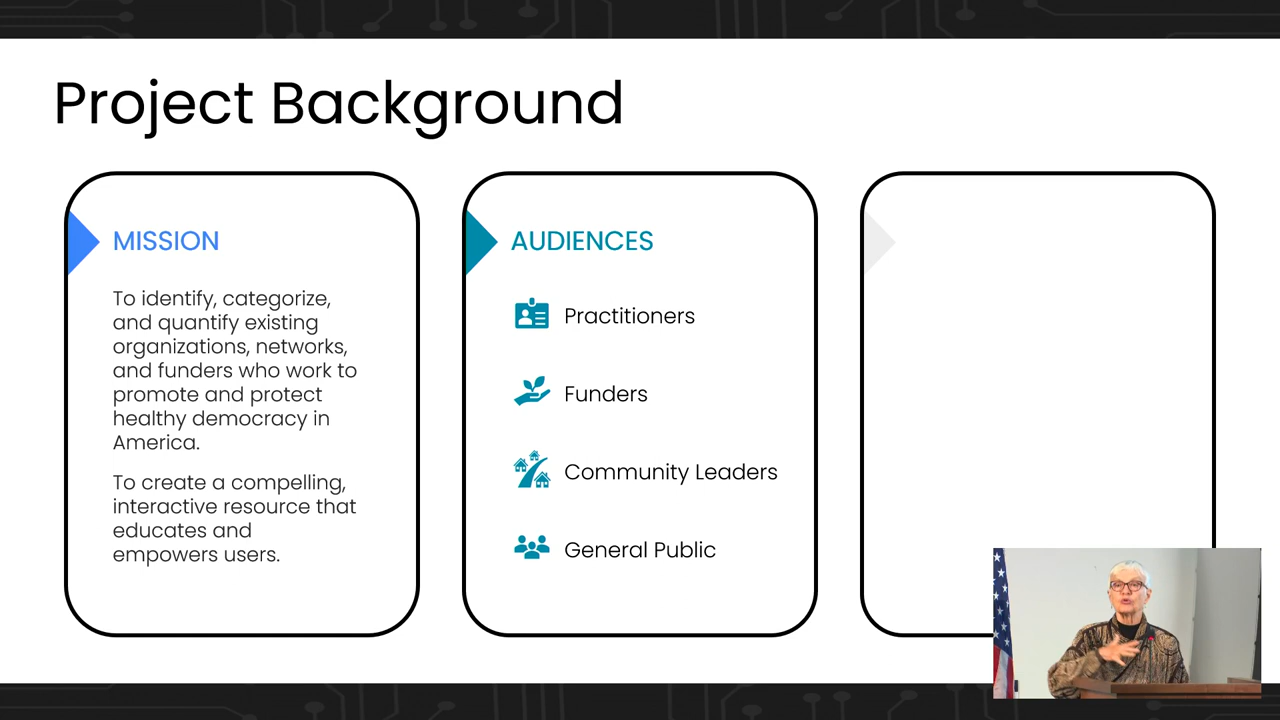 Project Background
MISSION
To identify, categorize,
and quantify existing
organizations, networks,
and funders who work to
promote and protect
healthy democracy in
America.
To create a compelling,
interactive resource that
educates and
empowers users.
AUDIENCES
Practitioners
Funders
Community Leaders
General Public